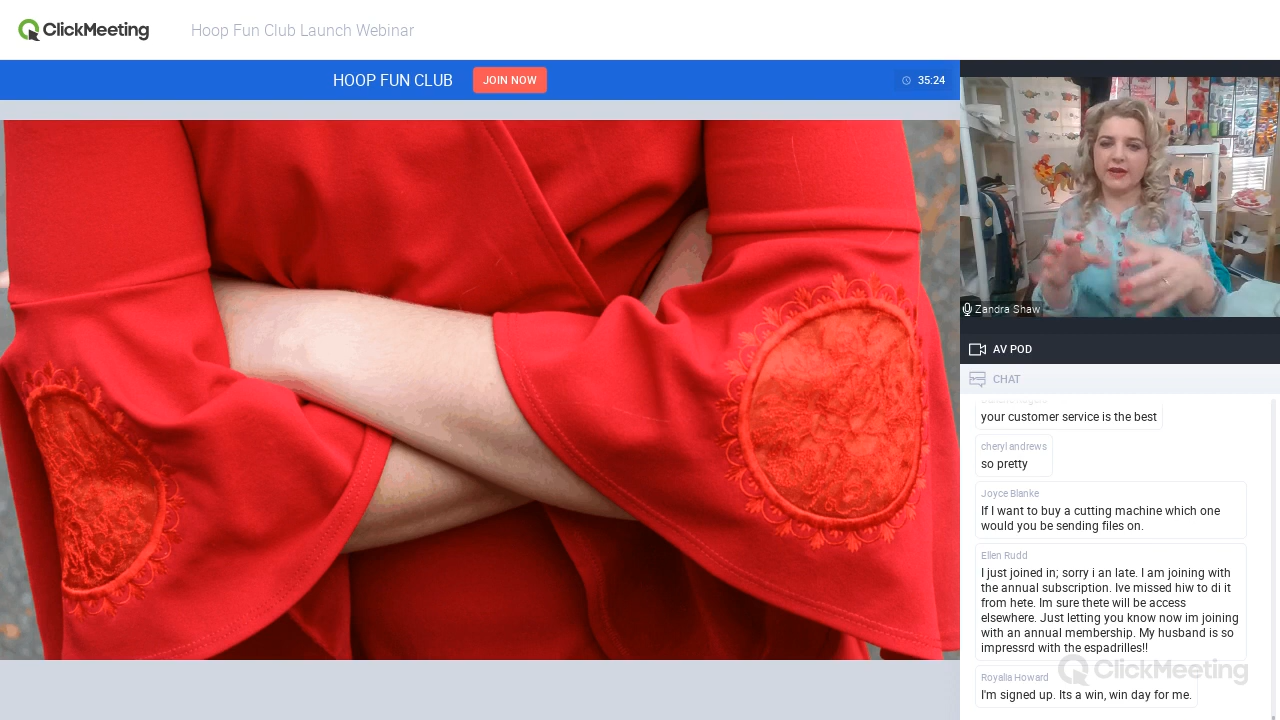 ClickMeeting
Hoop Fun Club Launch Webinar
HOOP FUN CLUB
JOIN NOW
35:24
Zandra Shaw
AV POD
CHAT
your customer service is the best
cheryl andrews
so pretty
Joyce Blanke
If I want to buy a cutting machine which one
would you be sending files on.
Ellen Rudd
I just joined in; sorry i an late. I am joining with
the annual subscription. Ive missed hiw to di it
from hete. Im sure thete will be access
elsewhere. Just letting you know now im joining
with an annual membership. My husband is so
impressrd with the espadrilles!!
Royalia Howard
I'm signed up. Its a win, win day for me.
ClickMeeting